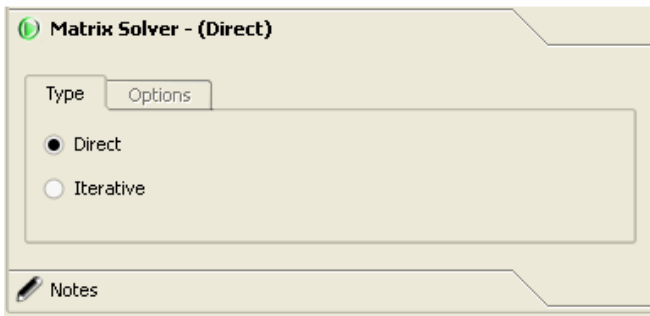 Matrix Solver - (Direct)
Type Options
Direct
Iterative
Notes